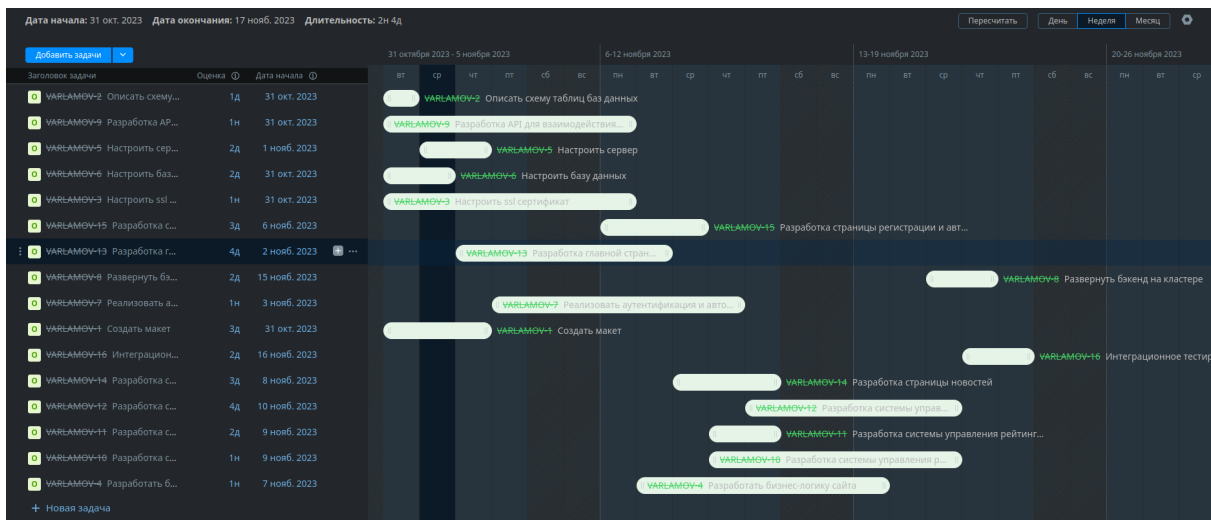 Дата начала: 31 окт. 2023 Дата окончания: 17 нояб. 2023 Длительность: 2н 4д
Пересчитать День Неделя Месяц
Добавить задачи
31 октября 2023 - 5 ноября 2023 6-12 ноября 2023 13-19 ноября 2023 20-26 ноября 2023
Заголовок задачи Оценка Дата начала вт ср чт пт сб вс пн вт ср чт пт сб вс пн вт ср чт пт сб вс пн вт ср
О VARLAMOV-2 Описать схему... 1д 31 окт. 2023 VARLAMOV-2 Описать схему таблиц баз данных
О VARLAMOV-9 Разработка AP... 1н 31 окт. 2023 VARLAMOV-9 Разработка API для взаимодействия...
О VARLAMOV-5 Настроить сер... 2д 1 нояб. 2023 VARLAMOV-5 Настроить сервер
О VARLAMOV-6 Настроить баз... 2д 31 окт. 2023 VARLAMOV-6 Настроить базу данных
О VARLAMOV-3 Настроить ssl ... 1н 31 окт. 2023 VARLAMOV-3 Настроить ssl сертификат
О VARLAMOV-15 Разработка с... 3д 6 нояб. 2023 VARLAMOV-15 Разработка страницы регистрации и авт...
О VARLAMOV-13 Разработка г... 4д 2 нояб. 2023 VARLAMOV-13 Разработка главной стран...
О VARLAMOV-8 Развернуть бэ... 2д 15 нояб. 2023 VARLAMOV-8 Развернуть бэкенд на кластере
О VARLAMOV-7 Реализовать а... 1н 3 нояб. 2023 VARLAMOV-7 Реализовать аутентификация и авто...
О VARLAMOV-1 Создать макет 3д 31 окт. 2023 VARLAMOV-1 Создать макет
О VARLAMOV-16 Интеграцион... 2д 16 нояб. 2023 VARLAMOV-16 Интеграционное тестир
О VARLAMOV-14 Разработка с... 3д 8 нояб. 2023 VARLAMOV-14 Разработка страницы новостей
О VARLAMOV-12 Разработка с... 4д 10 нояб. 2023 VARLAMOV-12 Разработка системы управ...
О VARLAMOV-11 Разработка с... 2д 9 нояб. 2023 VARLAMOV-11 Разработка системы управления рейтинг...
О VARLAMOV-10 Разработка с... 1н 9 нояб. 2023 VARLAMOV-10 Разработка системы управления р...
О VARLAMOV-4 Разработать б... 1н 7 нояб. 2023 VARLAMOV-4 Разработать бизнес-логику сайта
+ Новая задача